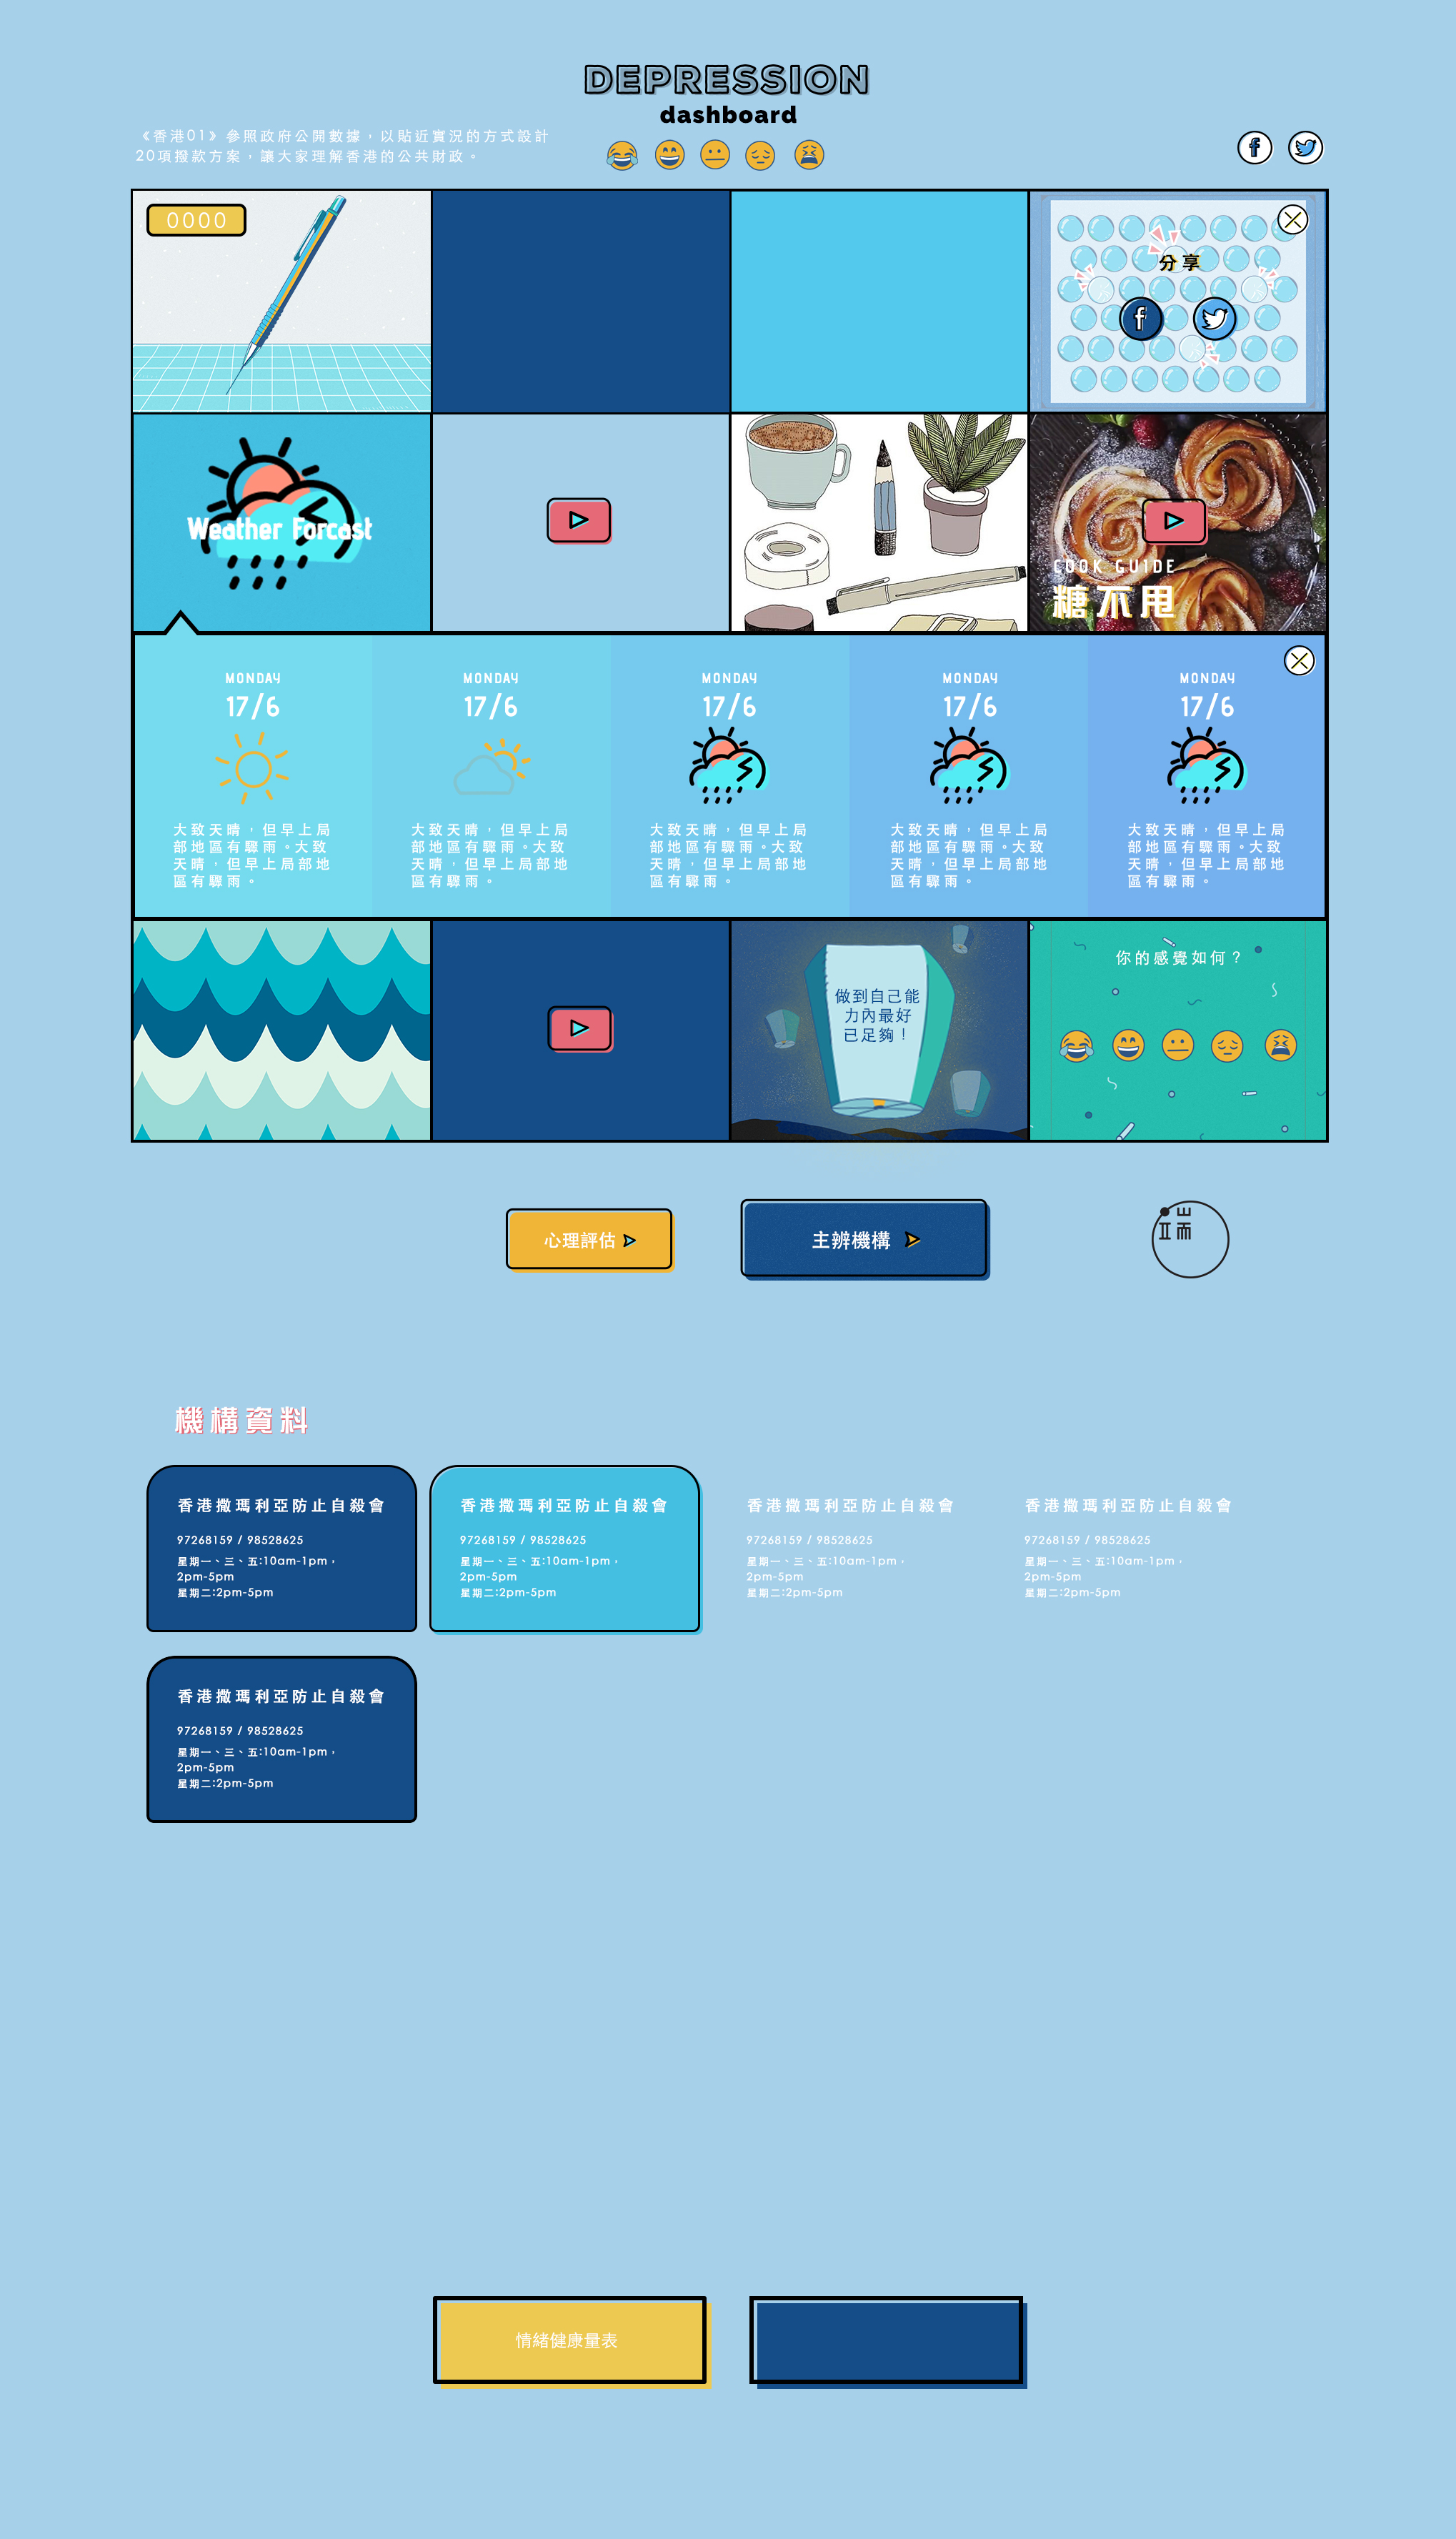 DEPRESSION
dashboard
《香港01》參照政府公開數據，以貼近實況的方式設計
20項撥款方案，讓大家理解香港的公共財政。
0000
分享
Weather Forcast
COOK GUIDE
糖不甩
MONDAY
17/6
大致天晴，但早上局
部地區有驟雨。大致
天晴，但早上局部地
區有驟雨。
MONDAY
17/6
大致天晴，但早上局
部地區有驟雨。大致
天晴，但早上局部地
區有驟雨。
MONDAY
17/6
大致天晴，但早上局
部地區有驟雨。大致
天晴，但早上局部地
區有驟雨。
MONDAY
17/6
大致天晴，但早上局
部地區有驟雨。大致
天晴，但早上局部地
區有驟雨。
MONDAY
17/6
大致天晴，但早上局
部地區有驟雨。大致
天晴，但早上局部地
區有驟雨。
做到自己能
力內最好
已足夠！
你的感覺如何？
心理評估
主辨機構
端
機構資料
香港撒瑪利亞防止自殺會
97268159 / 98528625
星期一、三、五:10am-1pm，
2pm-5pm
星期二:2pm-5pm
香港撒瑪利亞防止自殺會
97268159 / 98528625
星期一、三、五:10am-1pm，
2pm-5pm
星期二:2pm-5pm
香港撒瑪利亞防止自殺會
97268159 / 98528625
星期一、三、五:10am-1pm，
2pm-5pm
星期二:2pm-5pm
香港撒瑪利亞防止自殺會
97268159 / 98528625
星期一、三、五:10am-1pm，
2pm-5pm
星期二:2pm-5pm
香港撒瑪利亞防止自殺會
97268159 / 98528625
星期一、三、五:10am-1pm，
2pm-5pm
星期二:2pm-5pm
情緒健康量表